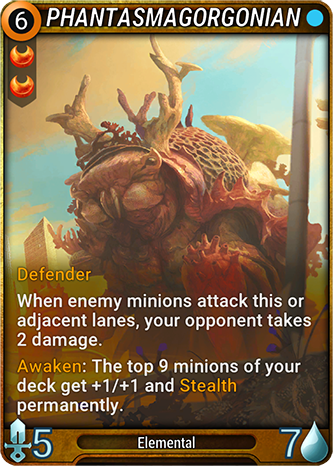 6 PHANTASMAGORGONIAN
Defender
When enemy minions attack this or
adjacent lanes, your opponent takes
2 damage.
Awaken: The top 9 minions of your
deck get +1/+1 and Stealth
permanently.
5 Elemental 7